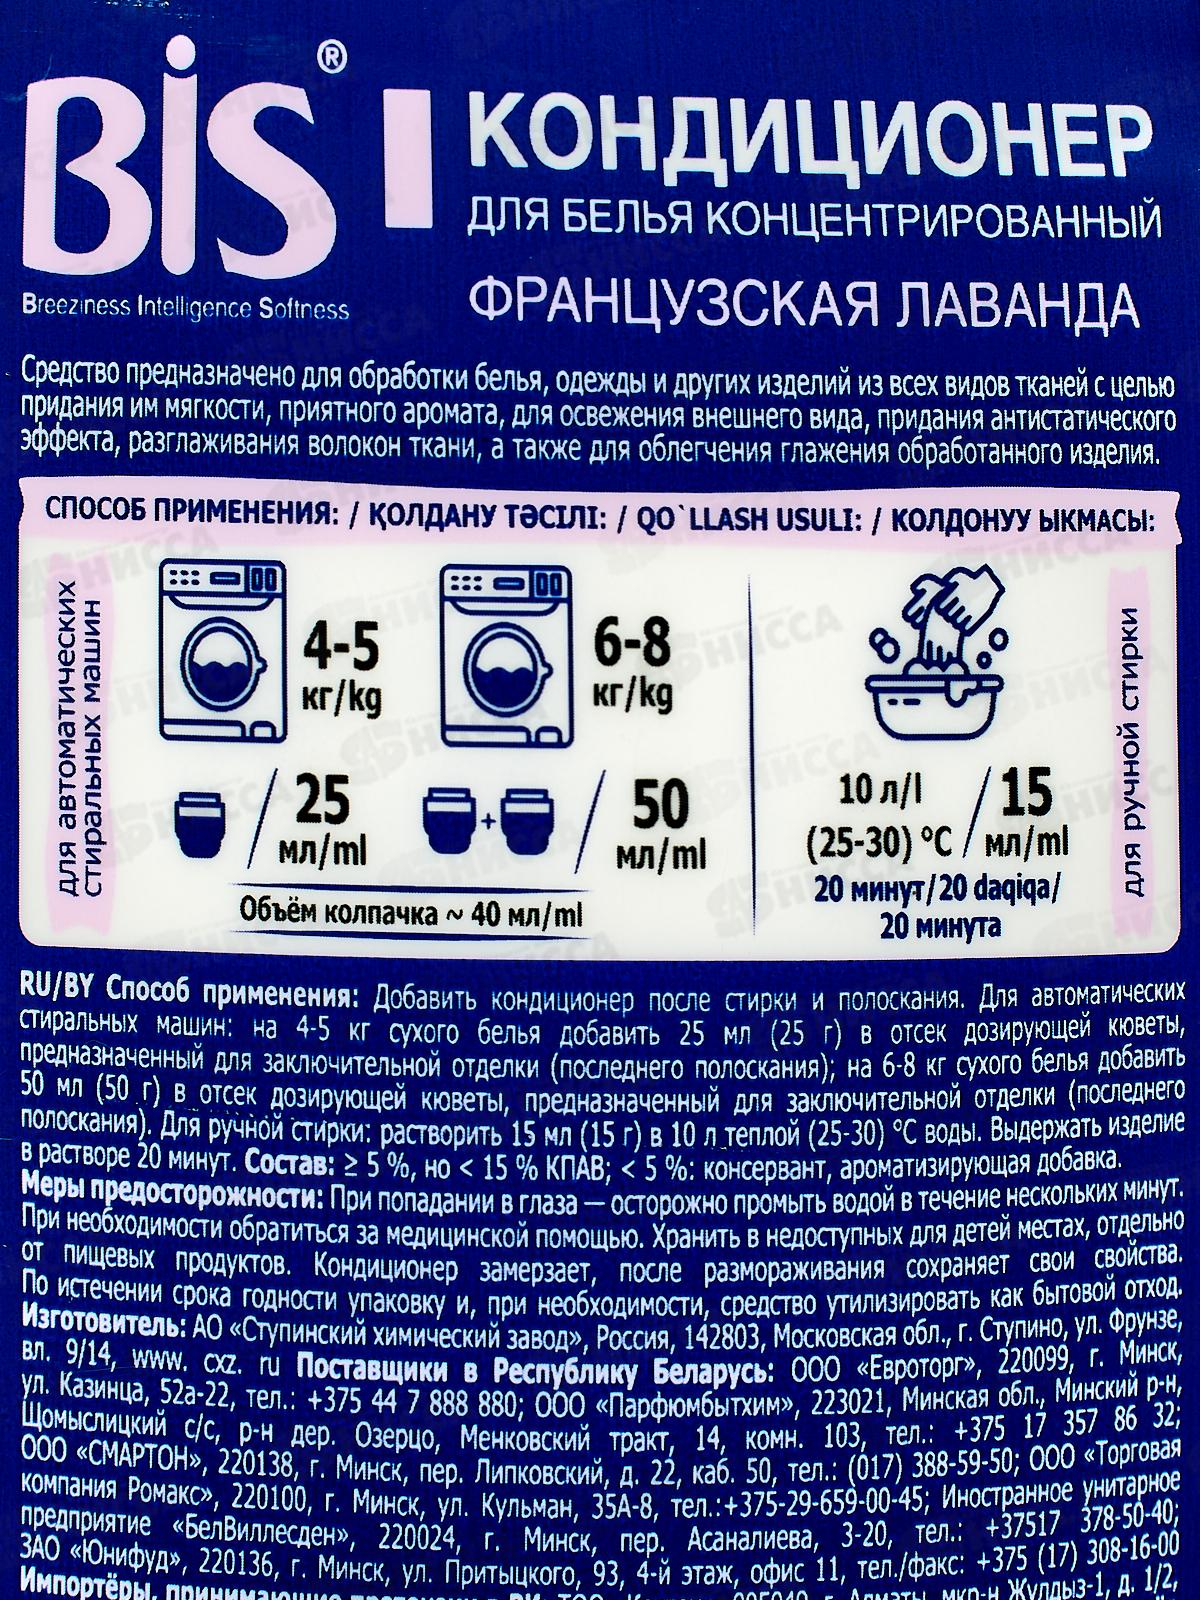 BiS®
КОНДИЦИОНЕР
ДЛЯ БЕЛЬЯ КОНЦЕНТРИРОВАННЫЙ
ФРАНЦУЗСКАЯ ЛАВАНДА
Breeziness Intelligence Softness
Средство предназначено для обработки белья, одежды и других изделий из всех видов тканей с целью
придания им мягкости, приятного аромата, для освежения внешнего вида, придания антистатического
эффекта, разглаживания волокон ткани, а также для облегчения глажения обработанного изделия.
СПОСОБ ПРИМЕНЕНИЯ: / ҚОЛДАНУ ТӘСІЛІ: / QO`LLASH USULI: / КОЛДОНУУ ЫКМАСЫ:
для автоматических
стиральных машин
4-5
кг/kg
6-8
кг/kg
25
мл/ml
+
50
мл/ml
Объём колпачка ~ 40 мл/ml
10 л/l
(25-30) °C
15
мл/ml
20 минут/20 daqiqa/
20 минута
для ручной стирки
RU/BY Способ применения: Добавить кондиционер после стирки и полоскания. Для автоматических
стиральных машин: на 4-5 кг сухого белья добавить 25 мл (25 г) в отсек дозирующей кюветы,
предназначенный для заключительной отделки (последнего полоскания); на 6-8 кг сухого белья добавить
50 мл (50 г) в отсек дозирующей кюветы, предназначенный для заключительной отделки (последнего
полоскания). Для ручной стирки: растворить 15 мл (15 г) в 10 л теплой (25-30) °C воды. Выдержать изделие
в растворе 20 минут. Состав: ≥ 5 %, но < 15 % КПАВ; < 5 %: консервант, ароматизирующая добавка.
Меры предосторожности: При попадании в глаза — осторожно промыть водой в течение нескольких минут.
При необходимости обратиться за медицинской помощью. Хранить в недоступных для детей местах, отдельно
от пищевых продуктов. Кондиционер замерзает, после размораживания сохраняет свои свойства.
По истечении срока годности упаковку и, при необходимости, средство утилизировать как бытовой отход.
Изготовитель: АО «Ступинский химический завод», Россия, 142803, Московская обл., г. Ступино, ул. Фрунзе,
вл. 9/14, www. cxz. ru Поставщики в Республику Беларусь: ООО «Евроторг», 220099, г. Минск,
ул. Казинца, 52а-22, тел.: +375 44 7 888 880; ООО «Парфюмбытхим», 223021, Минская обл., Минский р-н,
Щомыслицкий с/с, р-н дер. Озерцо, Менковский тракт, 14, комн. 103, тел.: +375 17 357 86 32;
ООО «СМАРТОН», 220138, г. Минск, пер. Липковский, д. 22, каб. 50, тел.: (017) 388-59-50; ООО «Торговая
компания Ромакс», 220100, г. Минск, ул. Кульман, 35А-8, тел.:+375-29-659-00-45; Иностранное унитарное
предприятие «БелВиллесден», 220024, г. Минск, пер. Асаналиева, 3-20, тел.: +37517 378-50-40;
ЗАО «Юнифуд», 220136, г. Минск, ул. Притыцкого, 93, 4-й этаж, офис 11, тел./факс: +375 (17) 308-16-00
Импортёры, принимающие претензии в РК: г. Алматы, мкр-н Жулдыз-1, д. 1/2,